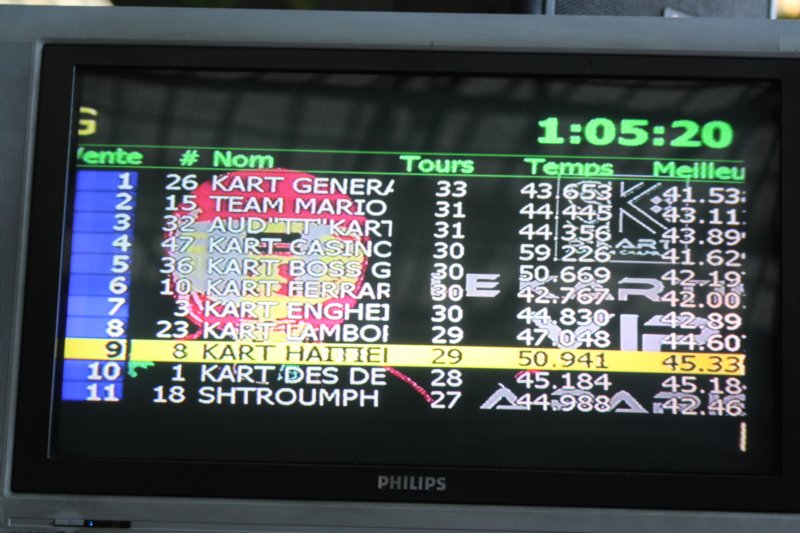 G
1:05:20
Vente # Nom Tours Temps Meilleu
1 26 KART GENERA 33 43.653 41.53
2 15 TEAM MARIO 31 44.445 43.11
3 32 AUD"TT"KART 31 44.356 43.89
4 47 KART CASINO 30 59.226 41.62
5 36 KART BOSS G 30 50.669 42.19
6 10 KART FERRAR 30 42.767 42.00
7 3 KART ENGHEI 30 44.830 42.89
8 23 KART LAMBOR 29 47.048 44.60
9 8 KART HAITIEN 29 50.941 45.33
10 1 KART DES DE 28 45.184 45.18
11 18 SHTROUMPH 27 44.988 42.46
PHILIPS